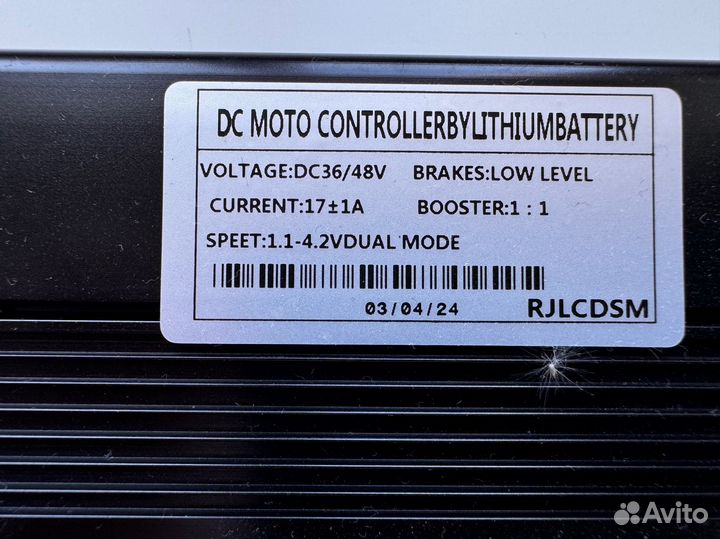 DC MOTO CONTROLLERBYLITHIUMBATTERY
VOLTAGE:DC36/48V BRAKES:LOW LEVEL
CURRENT:17±1A BOOSTER:1 : 1
SPEET:1.1-4.2VDUAL MODE
03/04/24 RJLCDSM
Avito